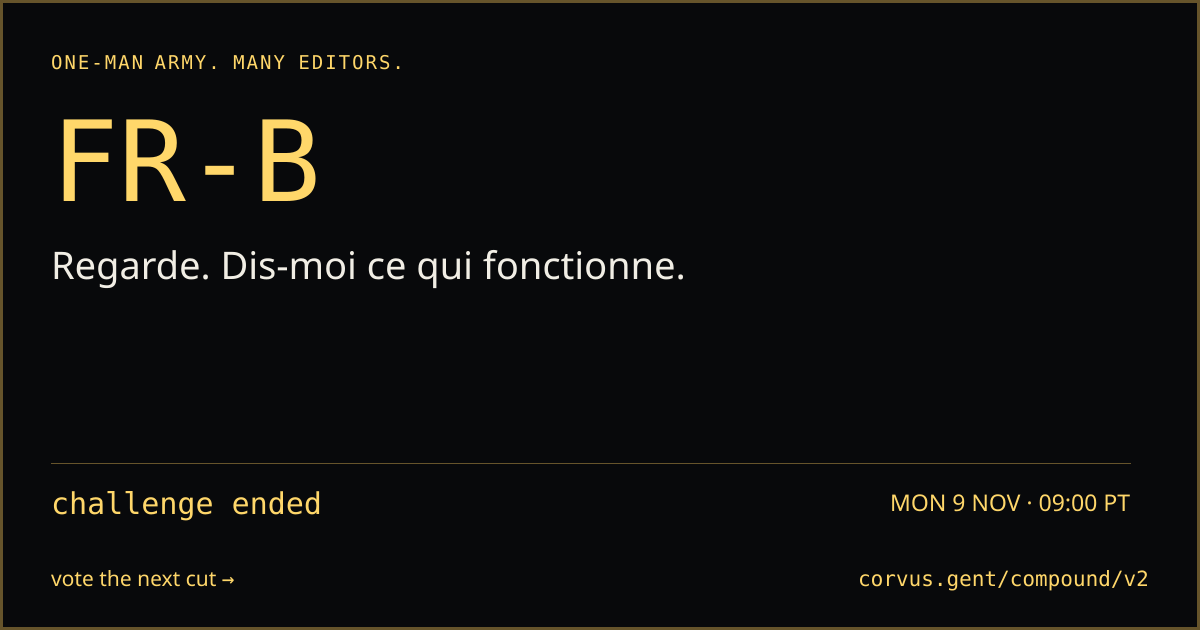 ONE-MAN ARMY. MANY EDITORS.
FR-B
Regarde. Dis-moi ce qui fonctionne.
challenge ended
MON 9 NOV · 09:00 PT
vote the next cut →
corvus.gent/compound/v2